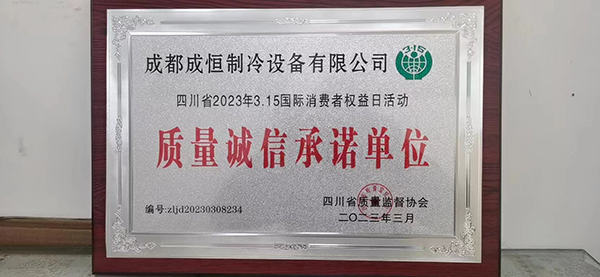 成都成恒制冷设备有限公司
3·15
四川省2023年3.15国际消费者权益日活动
质量诚信承诺单位
编号:zljd20230308234
四川省质量监督协会
二〇二三年三月